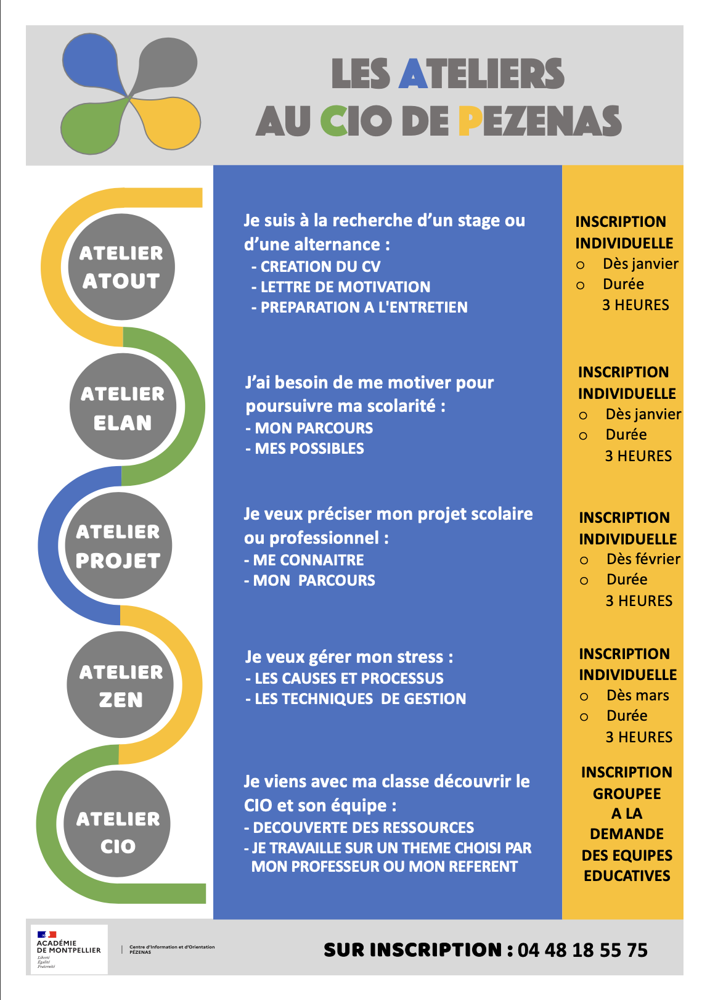 LES ATELIERS
AU CIO DE PEZENAS
ATELIER
ATOUT
Je suis à la recherche d’un stage ou
d’une alternance :
- CREATION DU CV
- LETTRE DE MOTIVATION
- PREPARATION A L'ENTRETIEN
INSCRIPTION
INDIVIDUELLE
o Dès janvier
o Durée
3 HEURES
ATELIER
ELAN
J’ai besoin de me motiver pour
poursuivre ma scolarité :
- MON PARCOURS
- MES POSSIBLES
INSCRIPTION
INDIVIDUELLE
o Dès janvier
o Durée
3 HEURES
ATELIER
PROJET
Je veux préciser mon projet scolaire
ou professionnel :
- ME CONNAITRE
- MON  PARCOURS
INSCRIPTION
INDIVIDUELLE
o Dès février
o Durée
3 HEURES
ATELIER
ZEN
Je veux gérer mon stress :
- LES CAUSES ET PROCESSUS
- LES TECHNIQUES  DE GESTION
INSCRIPTION
INDIVIDUELLE
o Dès mars
o Durée
3 HEURES
ATELIER
CIO
Je viens avec ma classe découvrir le
CIO et son équipe :
- DECOUVERTE DES RESSOURCES
- JE TRAVAILLE SUR UN THEME CHOISI PAR
MON PROFESSEUR OU MON REFERENT
INSCRIPTION
GROUPEE
A LA
DEMANDE
DES EQUIPES
EDUCATIVES
ACADÉMIE
DE MONTPELLIER
Liberté
Égalité
Fraternité
Centre d’Information et d’Orientation
PÉZENAS
SUR INSCRIPTION : 04 48 18 55 75